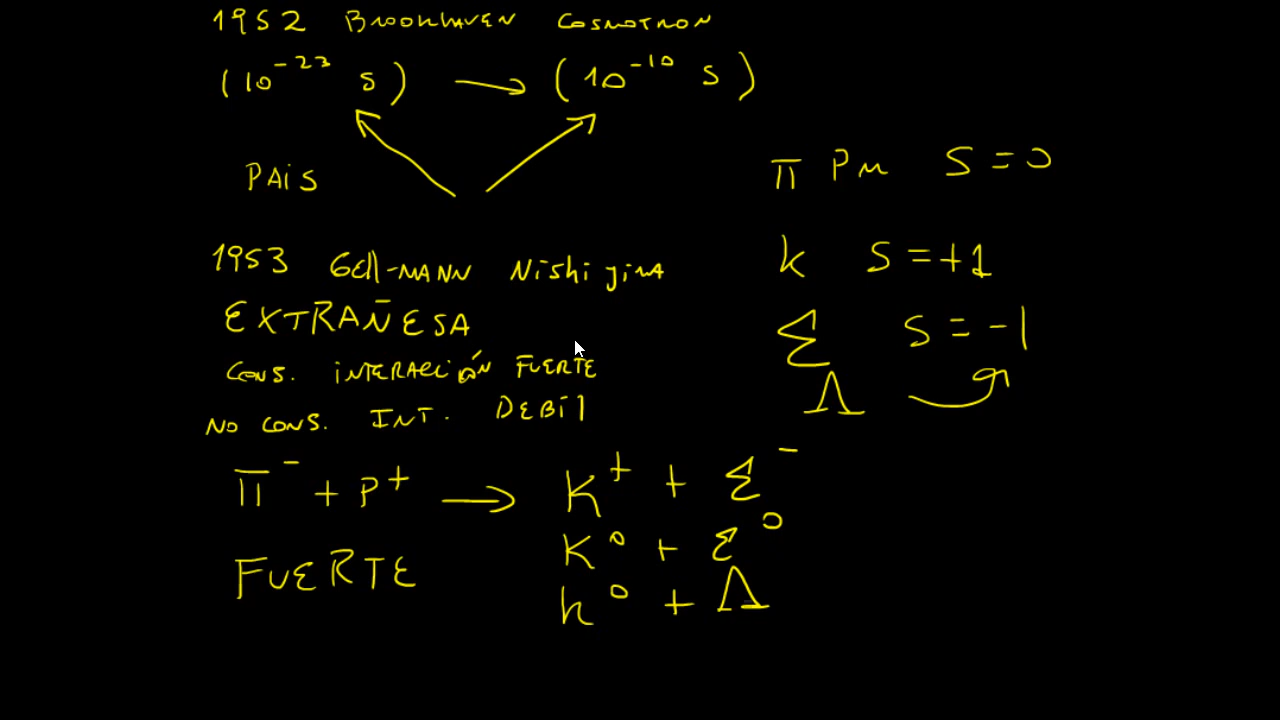 1952 BROOKHAVEN COSMOTRON
(10⁻²³ s) → (10⁻¹⁰ s)
PAIS
1953 GEll-MANN Nishijima
EXTRAÑESA
CONS. iNTERACCiÓN FUERTE
NO CONS. INT. DEBIl
π⁻ + P⁺ → K⁺ + Σ⁻
K⁰ + Σ⁰
FUERTE
K⁰ + Λ
π P n S = 0
K S = +1
Σ S = -1
Λ